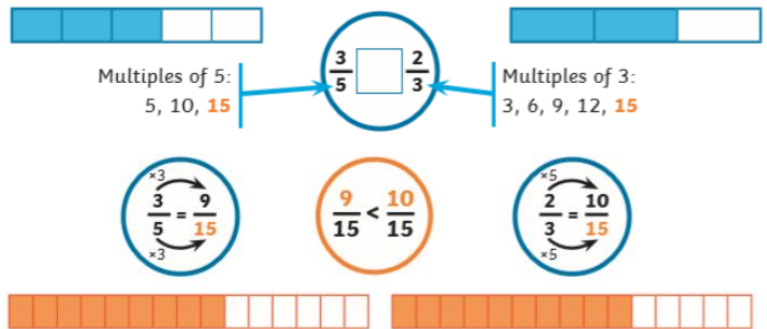 Multiples of 5:
5, 10, 15
3/5 2/3
Multiples of 3:
3, 6, 9, 12, 15
×3
3/5 = 9/15
×3
9/15 < 10/15
×5
2/3 = 10/15
×5